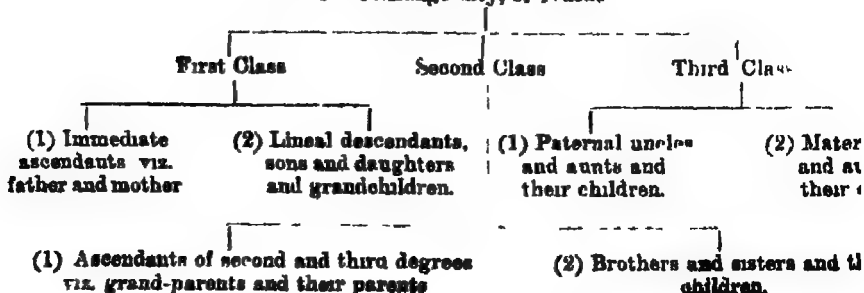 First Class Second Class Third
(1) Immediate (2) Lineal descendants, (1) Paternal uncles (2)
ascendants viz. sons and daughters and aunts and and
father and mother and grandchildren. their children. their
(1) Ascendants of second and third degrees (2) Brothers and sisters and
viz. grand-parents and their parents children.